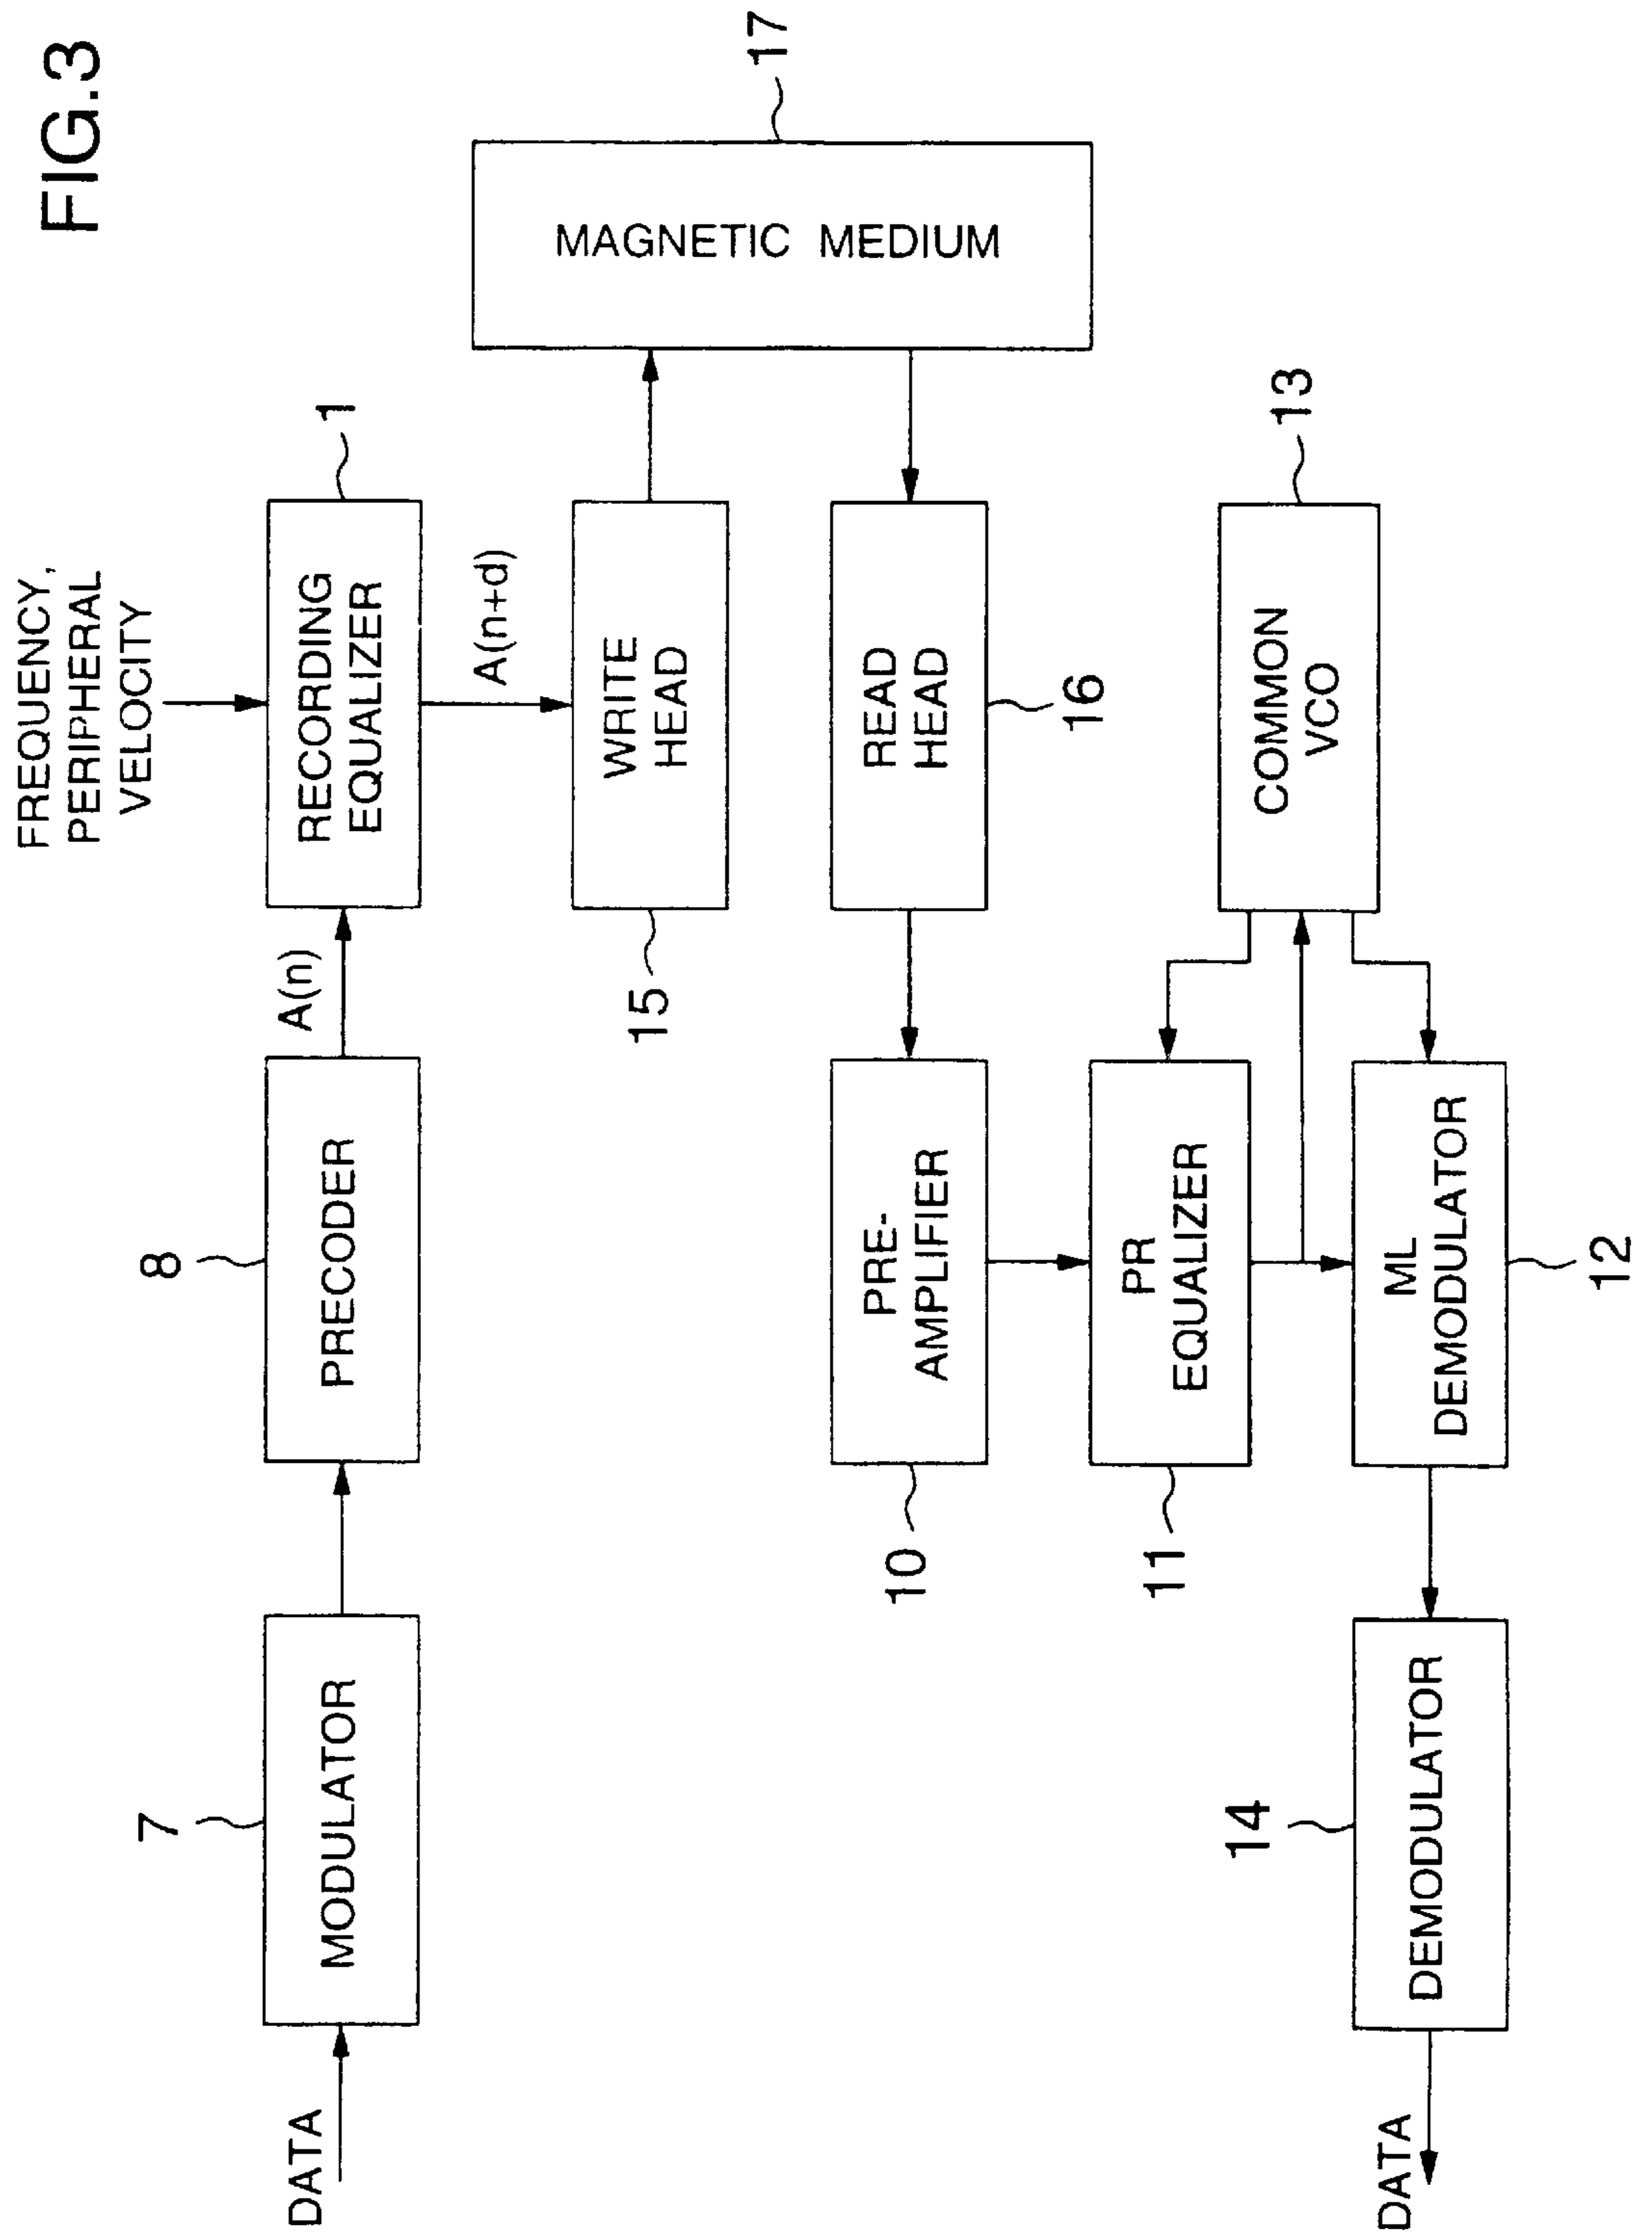 FIG.3
FREQUENCY,
PERIPHERAL
VELOCITY
7
8
1
DATA
MODULATOR
PRECODER
A(n)
RECORDING
EQUALIZER
A(n+d)
WRITE
HEAD
15
MAGNETIC MEDIUM
17
READ
HEAD
16
PRE-
AMPLIFIER
10
PR
EQUALIZER
11
COMMON
VCO
13
ML
DEMODULATOR
12
14
DEMODULATOR
DATA